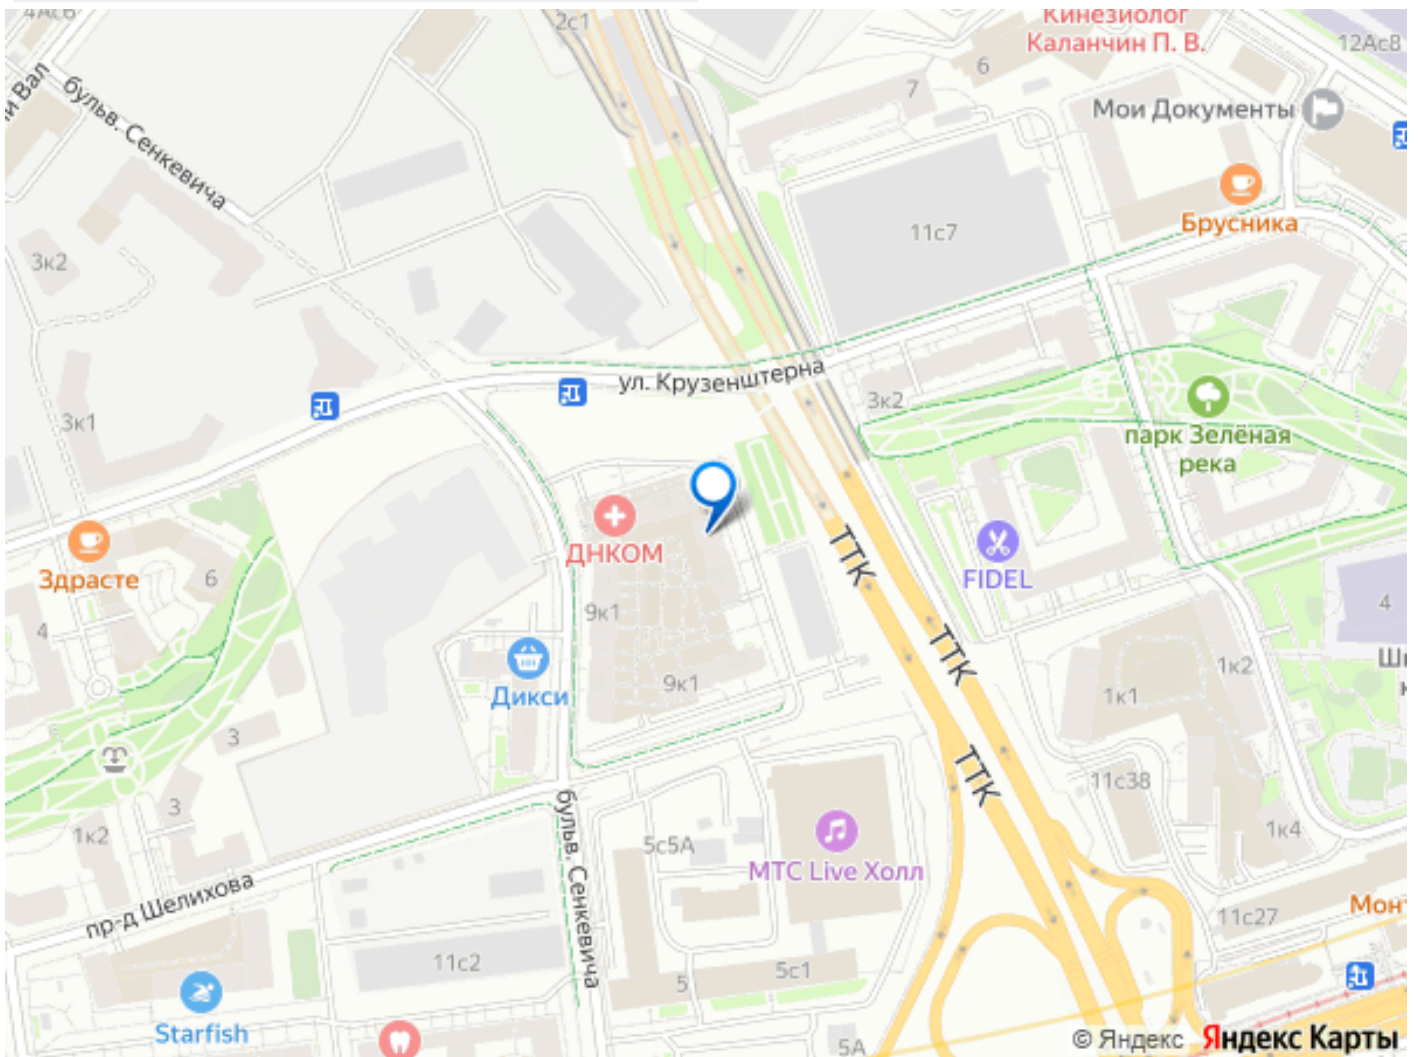 4Ас6
2с1
Кинезиолог
Каланчин П. В.
12Ас8
6
7
Мои Документы
й Вал
бульв. Сенкевича
Брусника
11с7
3к2
ул. Крузенштерна
3к2
3к1
парк Зелёная
река
ДНКОМ
ТТК
FIDEL
Здрасте
6
4
9к1
4
ТТК
Дикси
9к1
1к2
1к1
3
ТТК
3
11с38
1к2
5с5А
1к4
МТС Live Холл
бульв. Сенкевича
пр-д Шелихова
11с27
Мон
11с2
5
5с1
Starfish
5А
© Яндекс Яндекс Карты